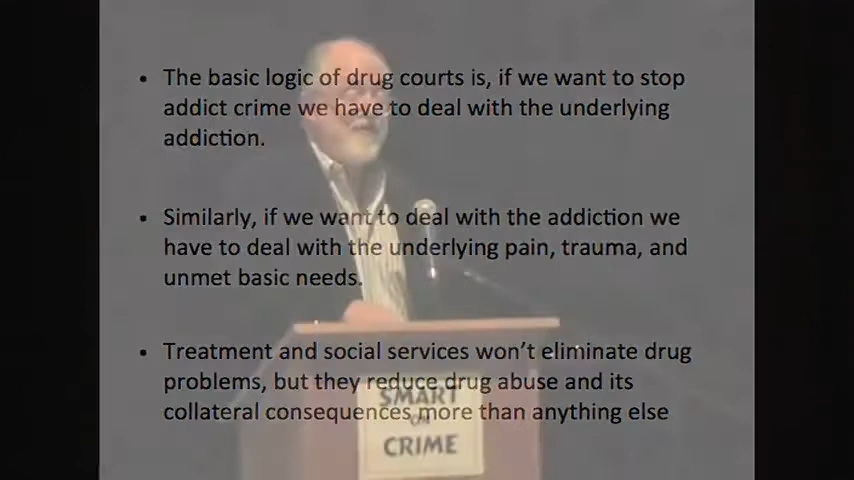 • The basic logic of drug courts is, if we want to stop
addict crime we have to deal with the underlying
addiction.
• Similarly, if we want to deal with the addiction we
have to deal with the underlying pain, trauma, and
unmet basic needs.
• Treatment and social services won't eliminate drug
problems, but they reduce drug abuse and its
collateral consequences more than anything else
SMART
ON
CRIME